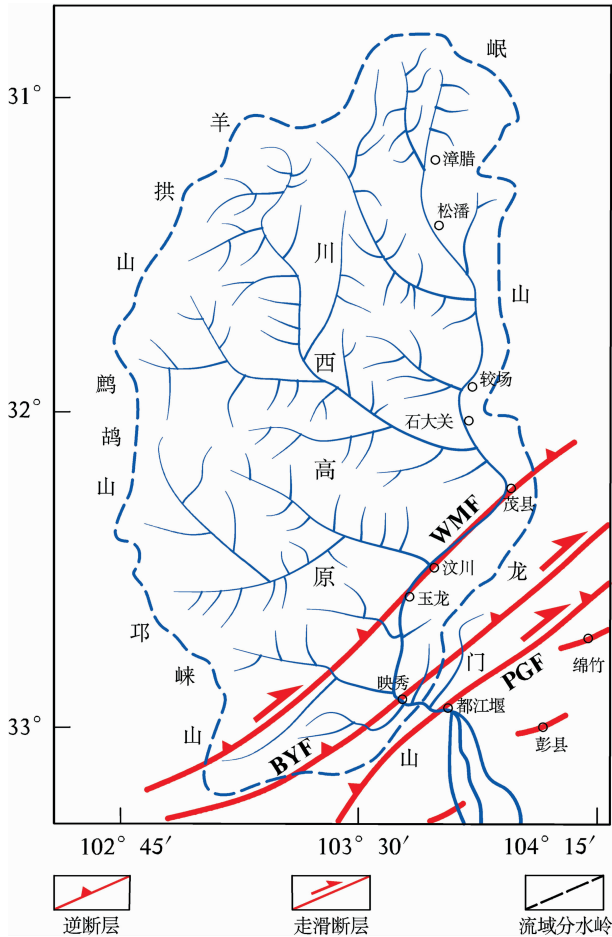 岷
31°
羊
漳腊
拱
松潘
川
山
山
西
较场
鹧
32°
石大关
鸪
高
山
茂县
WMF
汶川
龙
原
玉龙
邛
门
绵竹
崃
映秀
PGF
都江堰
33°
山
彭县
BYF
山
102° 45′
103° 30′
104° 15′
逆断层
走滑断层
流域分水岭